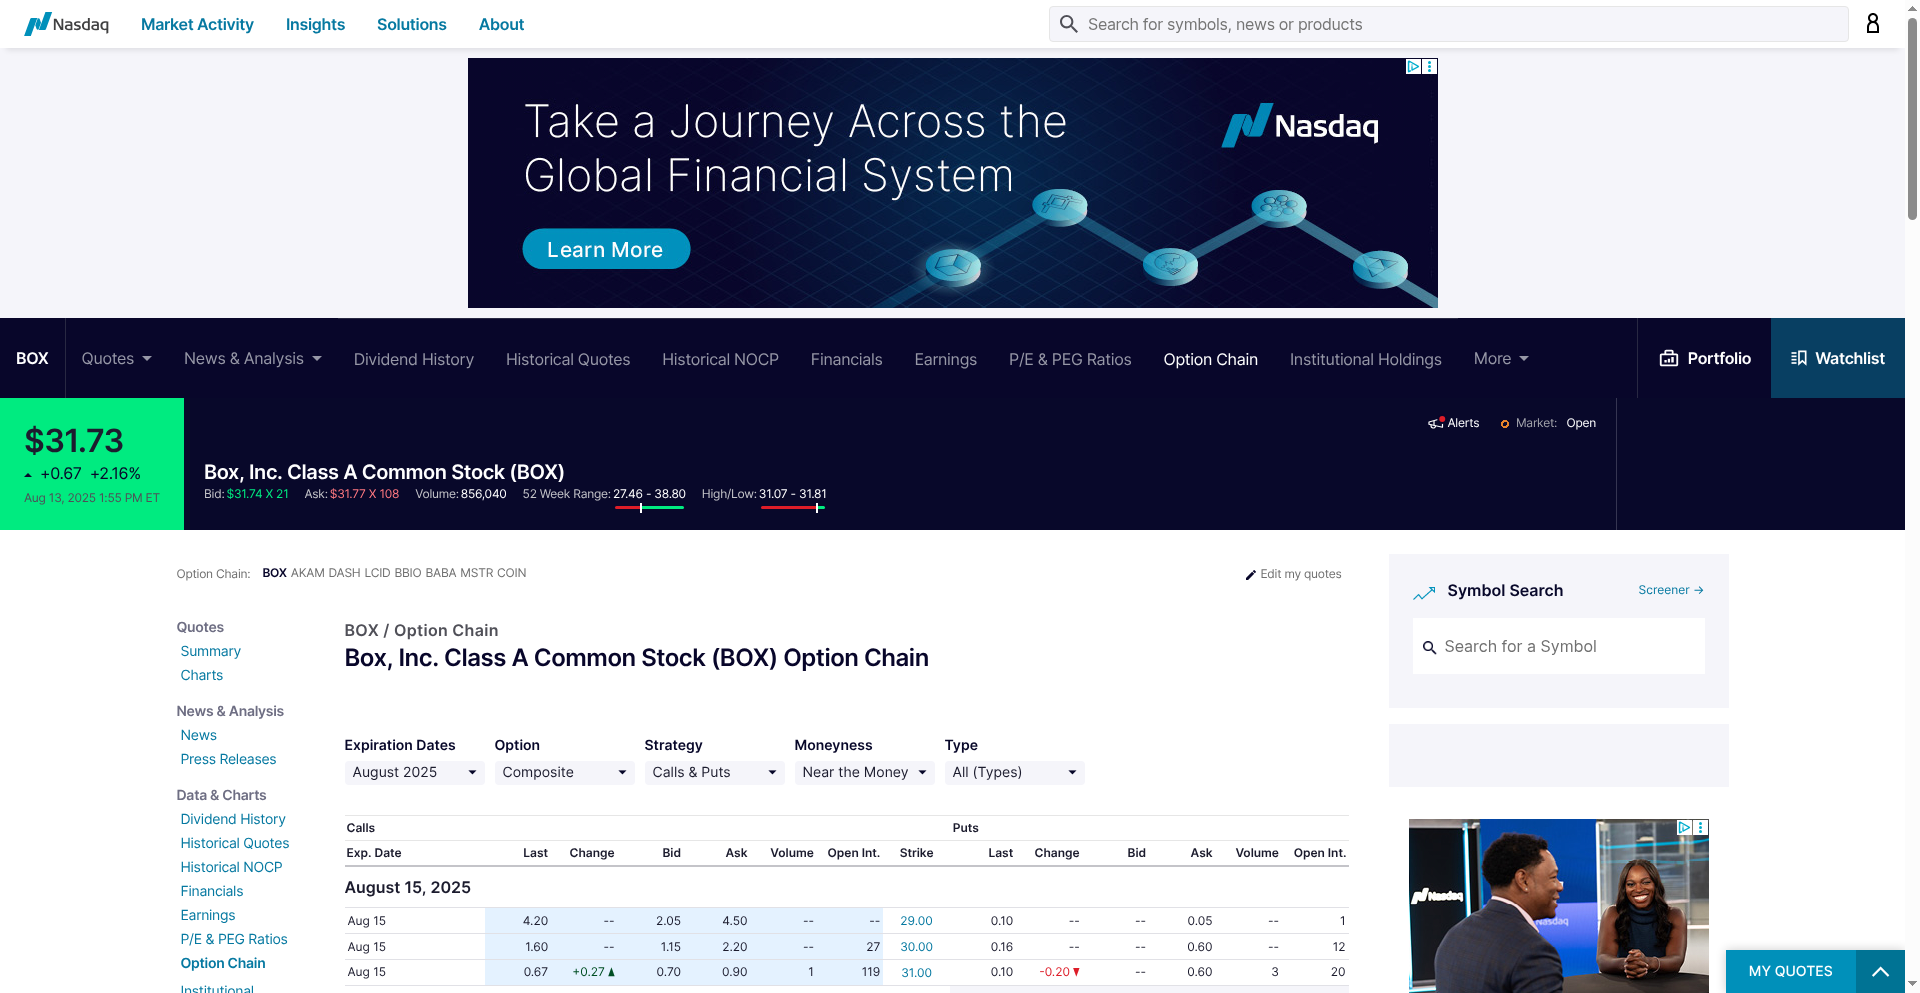 Nasdaq Market Activity Insights Solutions About Search for symbols, news or products
Take a Journey Across the
Global Financial System
Nasdaq
Learn More
BOX Quotes News & Analysis Dividend History Historical Quotes Historical NOCP Financials Earnings P/E & PEG Ratios Option Chain Institutional Holdings More Portfolio Watchlist
$31.73
+0.67 +2.16%
Aug 13, 2025 1:55 PM ET
Alerts Market: Open
Box, Inc. Class A Common Stock (BOX)
Bid: $31.74 X 21 Ask: $31.77 X 108 Volume: 856,040 52 Week Range: 27.46 - 38.80 High/Low: 31.07 - 31.81
Option Chain: BOX AKAM DASH LCID BBIO BABA MSTR COIN
Edit my quotes
Quotes
Summary
Charts
News & Analysis
News
Press Releases
Data & Charts
Dividend History
Historical Quotes
Historical NOCP
Financials
Earnings
P/E & PEG Ratios
Option Chain
Institutional
BOX / Option Chain
Box, Inc. Class A Common Stock (BOX) Option Chain
Expiration Dates Option Strategy Moneyness Type
August 2025 Composite Calls & Puts Near the Money All (Types)
Calls Puts
Exp. Date Last Change Bid Ask Volume Open Int. Strike Last Change Bid Ask Volume Open Int.
August 15, 2025
Aug 15 4.20 -- 2.05 4.50 -- -- 29.00 0.10 -- -- 0.05 -- 1
Aug 15 1.60 -- 1.15 2.20 -- 27 30.00 0.16 -- -- 0.60 -- 12
Aug 15 0.67 +0.27 0.70 0.90 1 119 31.00 0.10 -0.20 -- 0.60 3 20
Symbol Search Screener →
Search for a Symbol
Nasdaq
Nasdaq
MY QUOTES